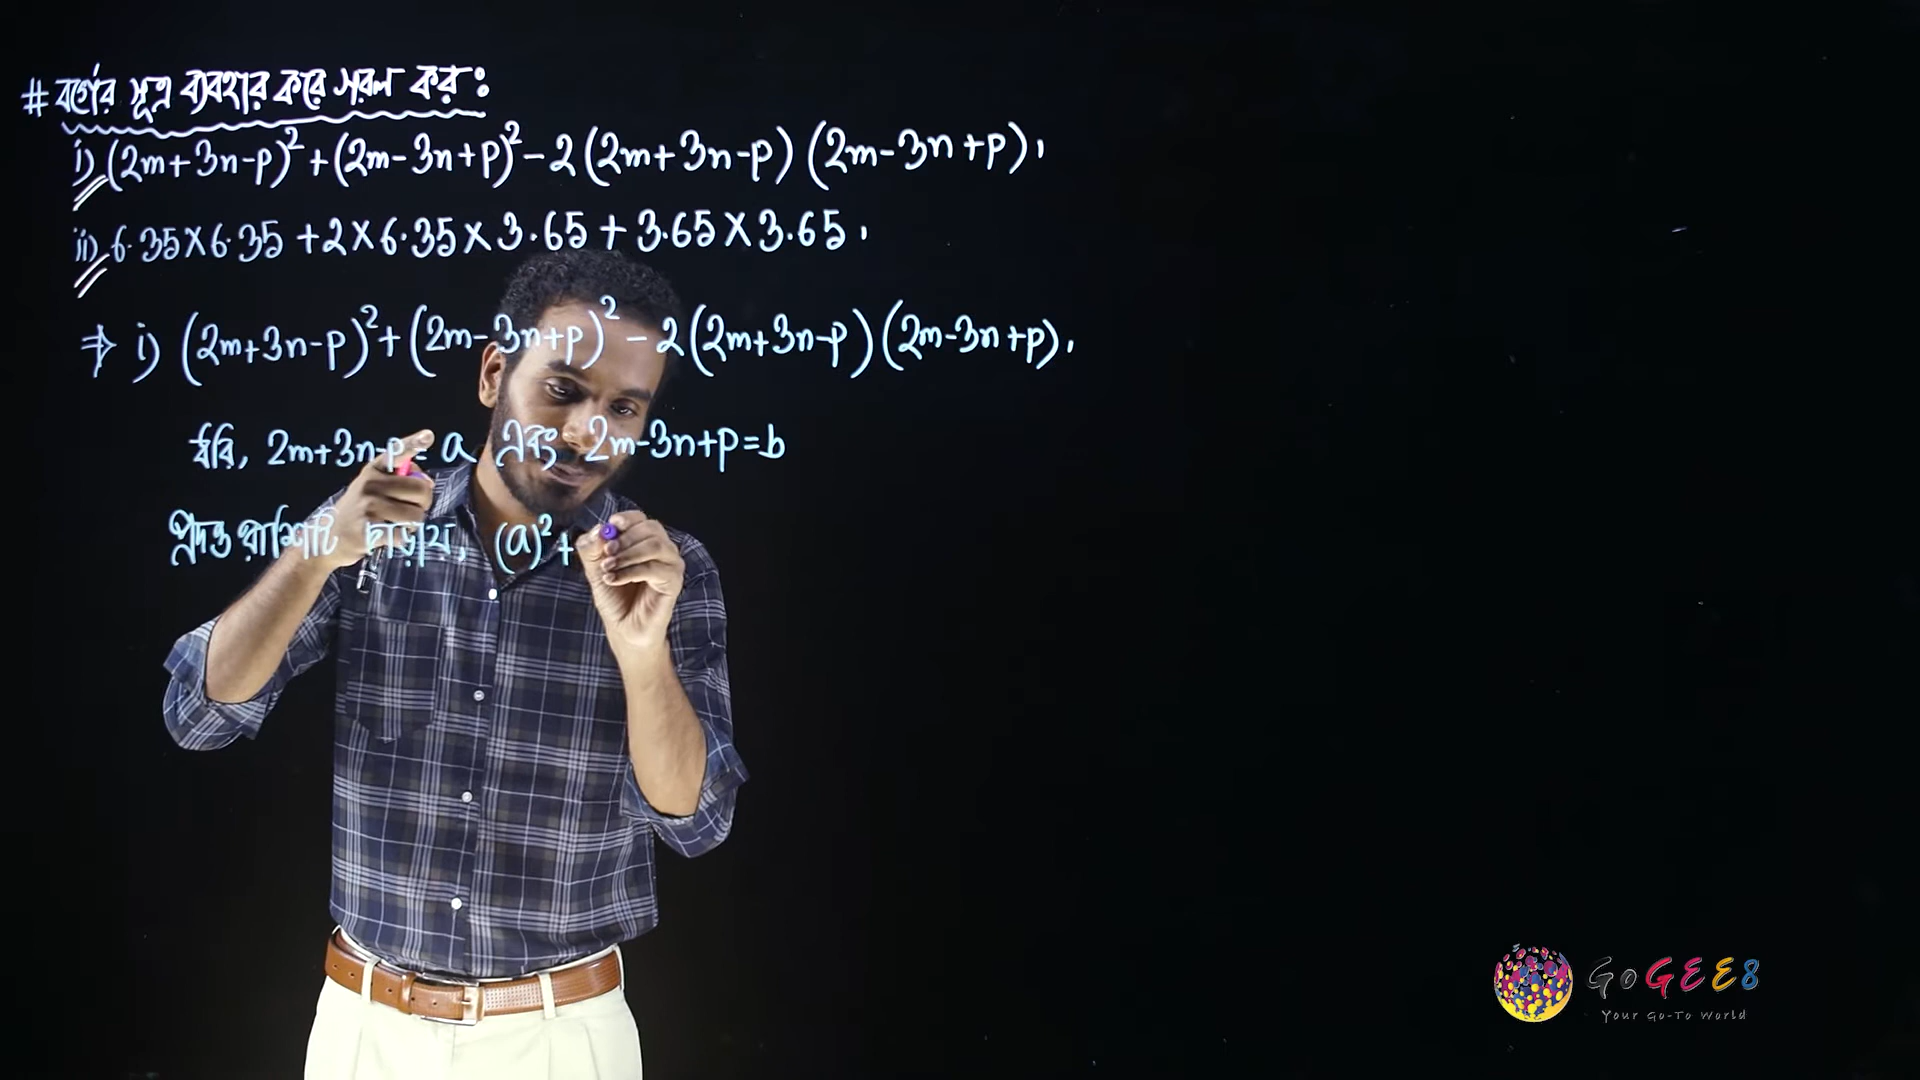 # বর্গের সূত্র ব্যবহার করে সরল কর :
i) (2m+3n-p)² + (2m-3n+p)² - 2(2m+3n-p) (2m-3n+p),
ii) 6.35 × 6.35 + 2 × 6.35 × 3.65 + 3.65 × 3.65,
⇒ i) (2m+3n-p)² + (2m-3n+p)² - 2(2m+3n-p) (2m-3n+p),
ধরি, 2m+3n-p = a এবং 2m-3n+p = b
প্রদত্ত রাশিটি দাড়ায়, (a)² +
GoGEE8
Your Go-To World